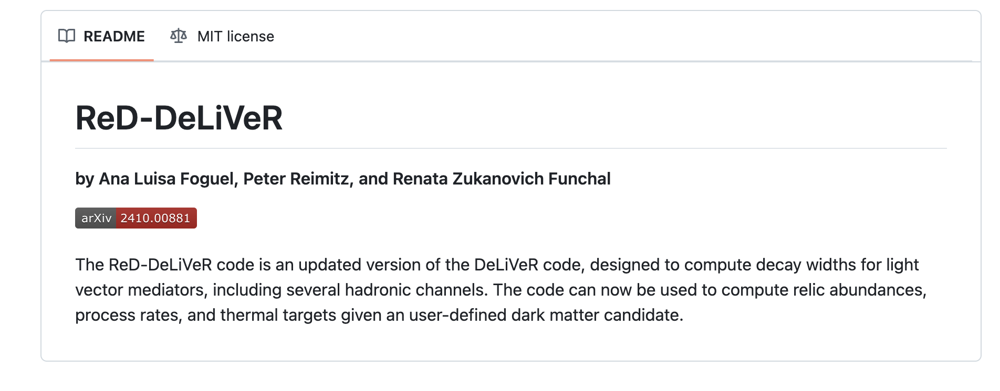 README MIT license
ReD-DeLiVeR
by Ana Luisa Foguel, Peter Reimitz, and Renata Zukanovich Funchal
arXiv 2410.00881
The ReD-DeLiVeR code is an updated version of the DeLiVeR code, designed to compute decay widths for light
vector mediators, including several hadronic channels. The code can now be used to compute relic abundances,
process rates, and thermal targets given an user-defined dark matter candidate.